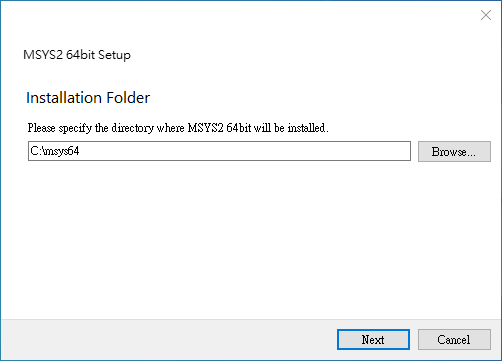 MSYS2 64bit Setup
Installation Folder
Please specify the directory where MSYS2 64bit will be installed.
C:\msys64
Browse...
Next
Cancel